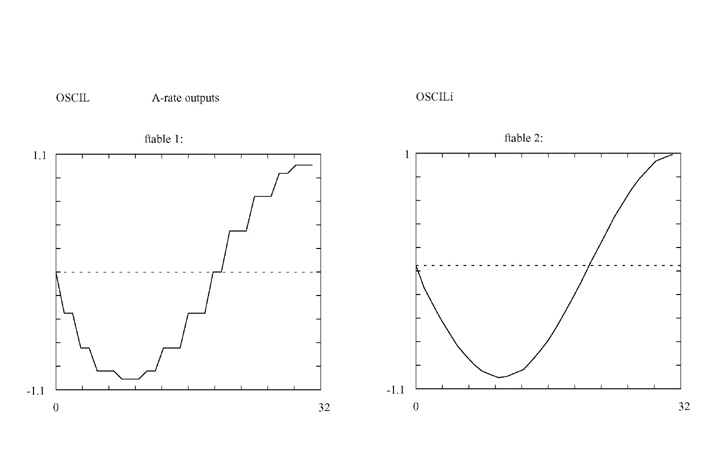 OSCIL A-rate outputs OSCILi
ftable 1: ftable 2:
1.1 1
-1.1 -1.1
0 32 0 32